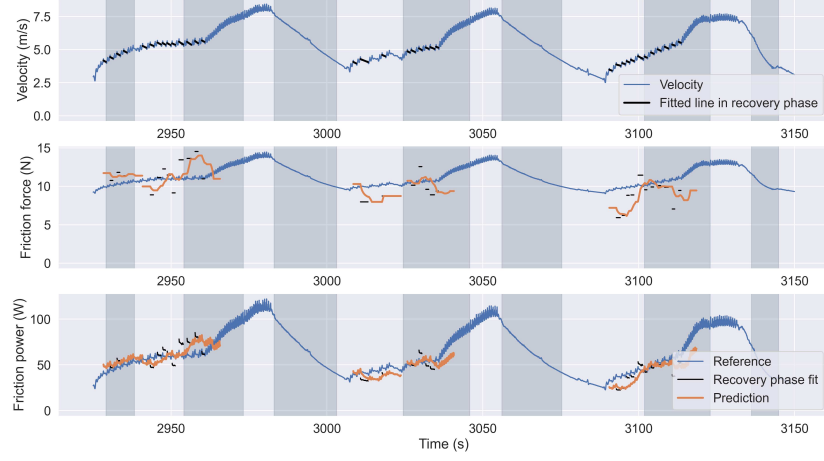 7.5
5.0
2.5
0.0
Velocity (m/s)
Velocity
Fitted line in recovery phase
2950
3000
3050
3100
3150
15
10
5
0
Friction force (N)
2950
3000
3050
3100
3150
100
50
0
Friction power (W)
Reference
Recovery phase fit
Prediction
2950
3000
3050
3100
3150
Time (s)